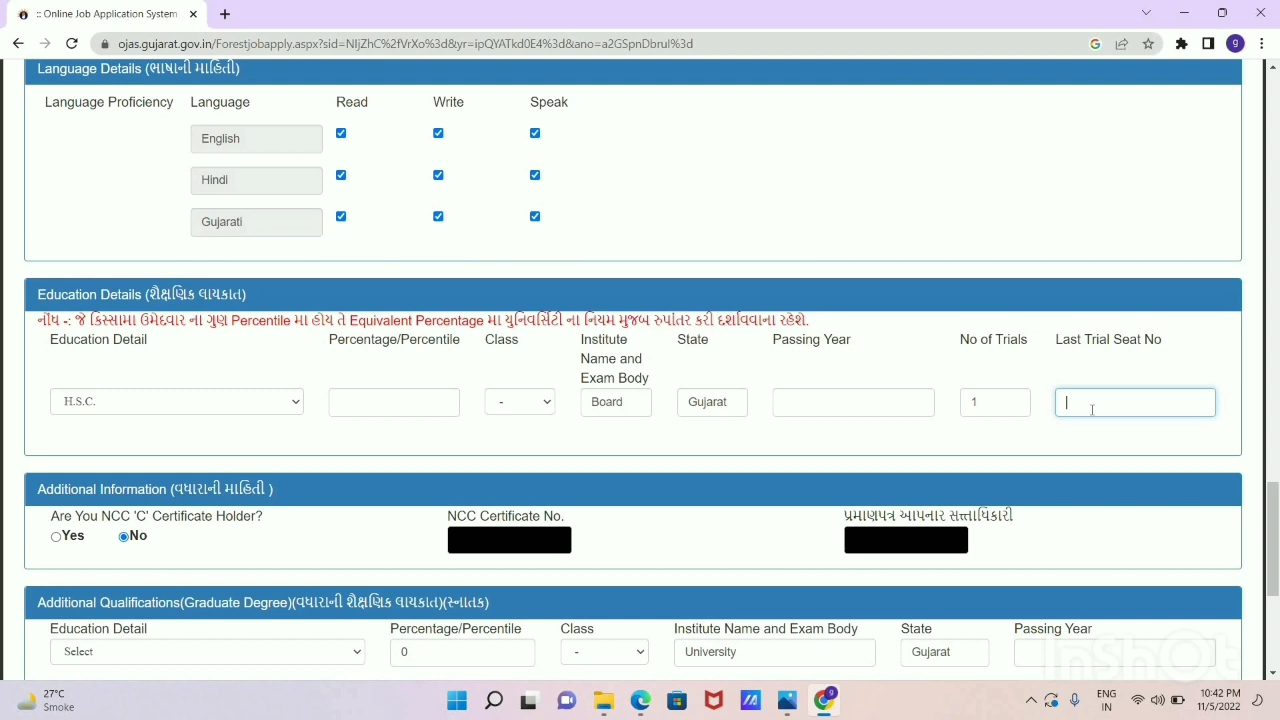 :: Online Job Application System
ojas.gujarat.gov.in/Forestjobapply.aspx?sid=NIjZhC%2fVrXo%3d&yr=ipQYATkd0E4%3d&ano=a2GSpnDbruI%3d
g
Language Details (ભાષાની માહિતી)
Language Proficiency Language Read Write Speak
English
Hindi
Gujarati
Education Details (શૈક્ષણિક લાયકાત)
નોંધ -: જે કિસ્સામા ઉમેદવાર ના ગુણ Percentile મા હોય તે Equivalent Percentage મા યુનિવર્સિટી ના નિયમ મુજબ રુપાંતર કરી દર્શાવવાના રહેશે.
Education Detail Percentage/Percentile Class Institute Name and Exam Body State Passing Year No of Trials Last Trial Seat No
H.S.C. - Board Gujarat 1
Additional Information (વધારાની માહિતી )
Are You NCC 'C' Certificate Holder? NCC Certificate No. પ્રમાણપત્ર આપનાર સત્તાધિકારી
Yes No
Additional Qualifications(Graduate Degree)(વધારાની શૈક્ષણિક લાયકાત)(સ્નાતક)
Education Detail Percentage/Percentile Class Institute Name and Exam Body State Passing Year
Select 0 - University Gujarat
InshOt
27°C
Smoke
ENG
IN
10:42 PM
11/5/2022